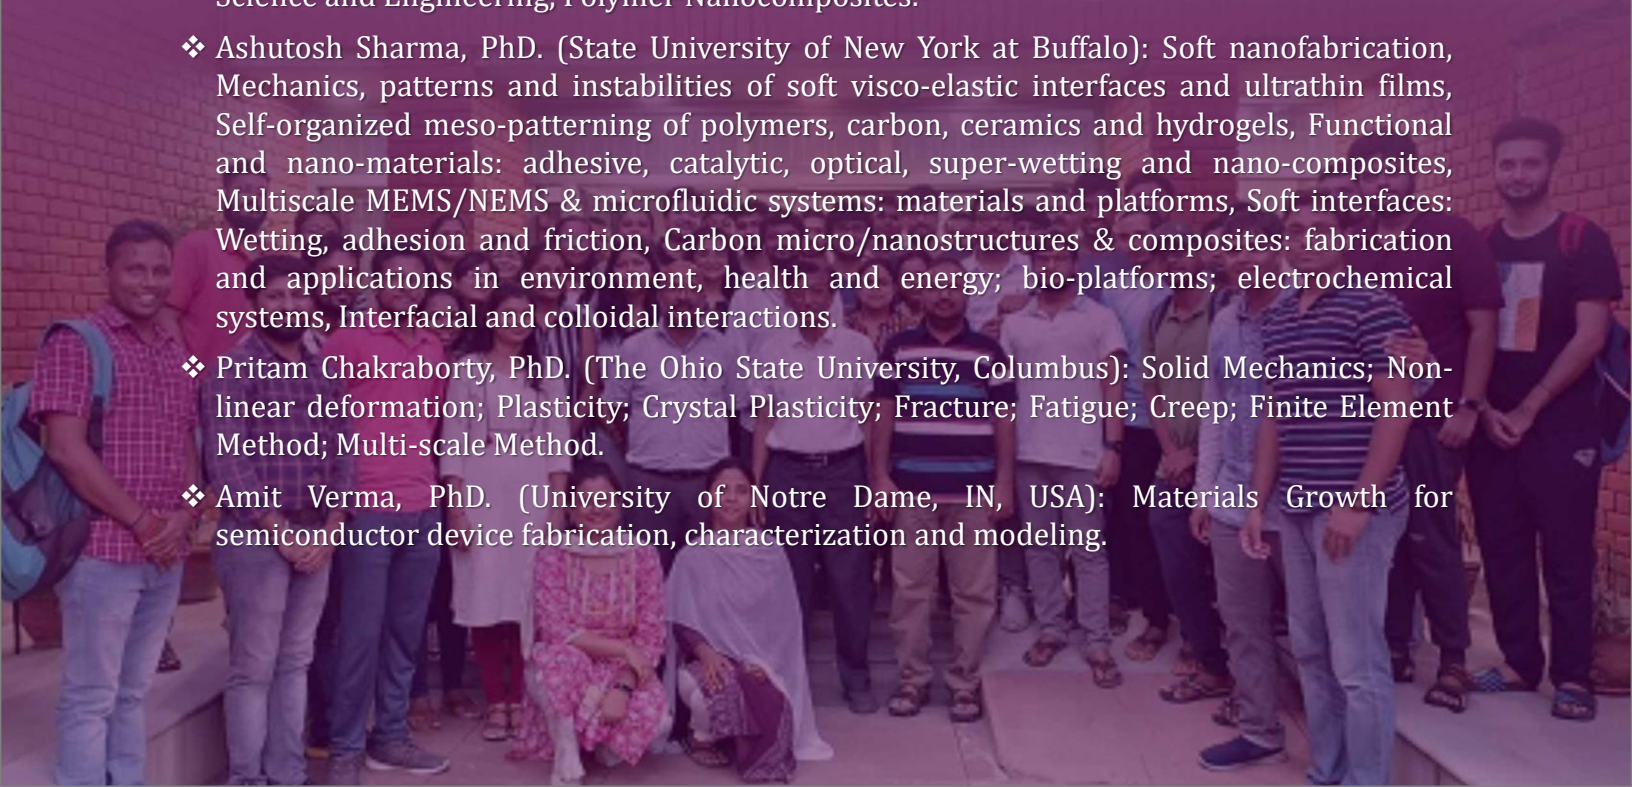 Science and Engineering, Polymer Nanocomposites.
❖ Ashutosh Sharma, PhD. (State University of New York at Buffalo): Soft nanofabrication,
Mechanics, patterns and instabilities of soft visco-elastic interfaces and ultrathin films,
Self-organized meso-patterning of polymers, carbon, ceramics and hydrogels, Functional
and nano-materials: adhesive, catalytic, optical, super-wetting and nano-composites,
Multiscale MEMS/NEMS & microfluidic systems: materials and platforms, Soft interfaces:
Wetting, adhesion and friction, Carbon micro/nanostructures & composites: fabrication
and applications in environment, health and energy; bio-platforms; electrochemical
systems, Interfacial and colloidal interactions.
❖ Pritam Chakraborty, PhD. (The Ohio State University, Columbus): Solid Mechanics; Non-
linear deformation; Plasticity; Crystal Plasticity; Fracture; Fatigue; Creep; Finite Element
Method; Multi-scale Method.
❖ Amit Verma, PhD. (University of Notre Dame, IN, USA): Materials Growth for
semiconductor device fabrication, characterization and modeling.